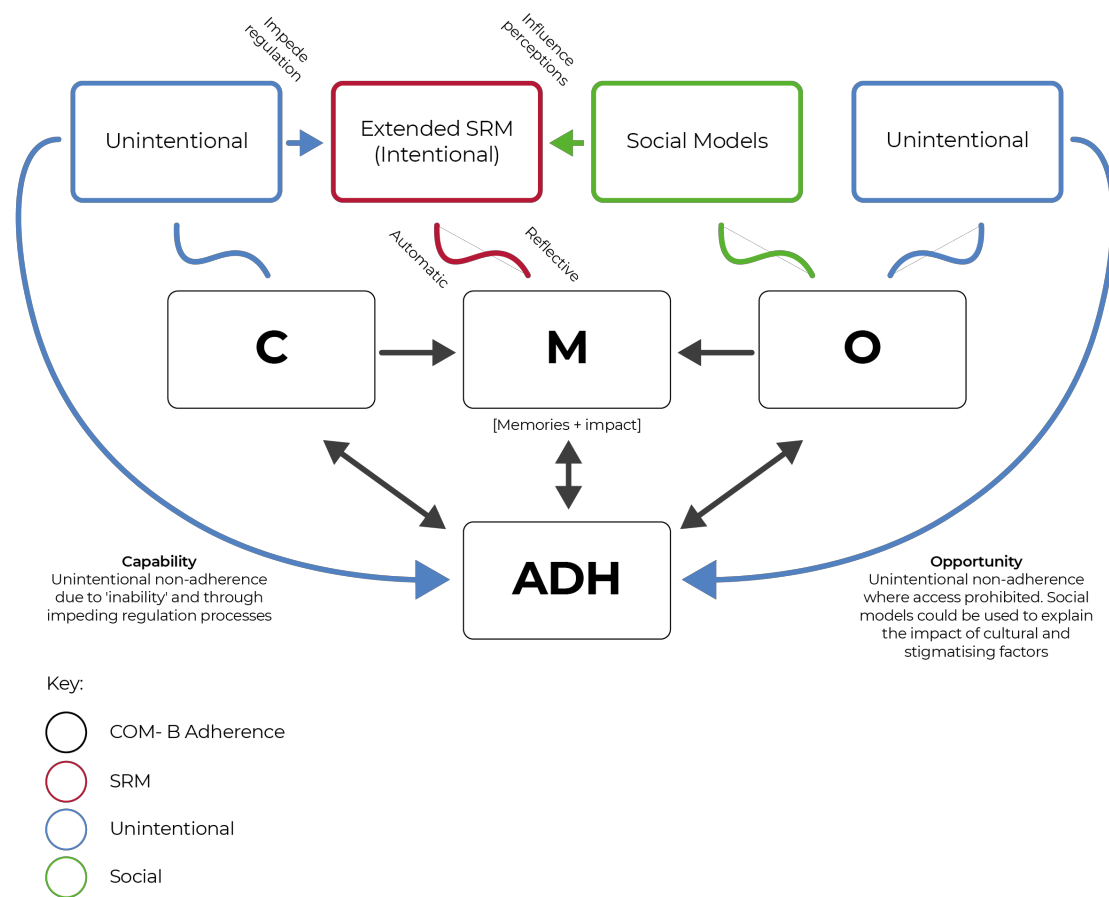 Impede
regulation
Influence
perceptions
Unintentional
Extended SRM
(Intentional)
Social Models
Unintentional
Automatic
Reflective
C
M
O
[Memories + impact]
ADH
Capability
Unintentional non-adherence
due to 'inability' and through
impeding regulation processes
Opportunity
Unintentional non-adherence
where access prohibited. Social
models could be used to explain
the impact of cultural and
stigmatising factors
Key:
COM- B Adherence
SRM
Unintentional
Social